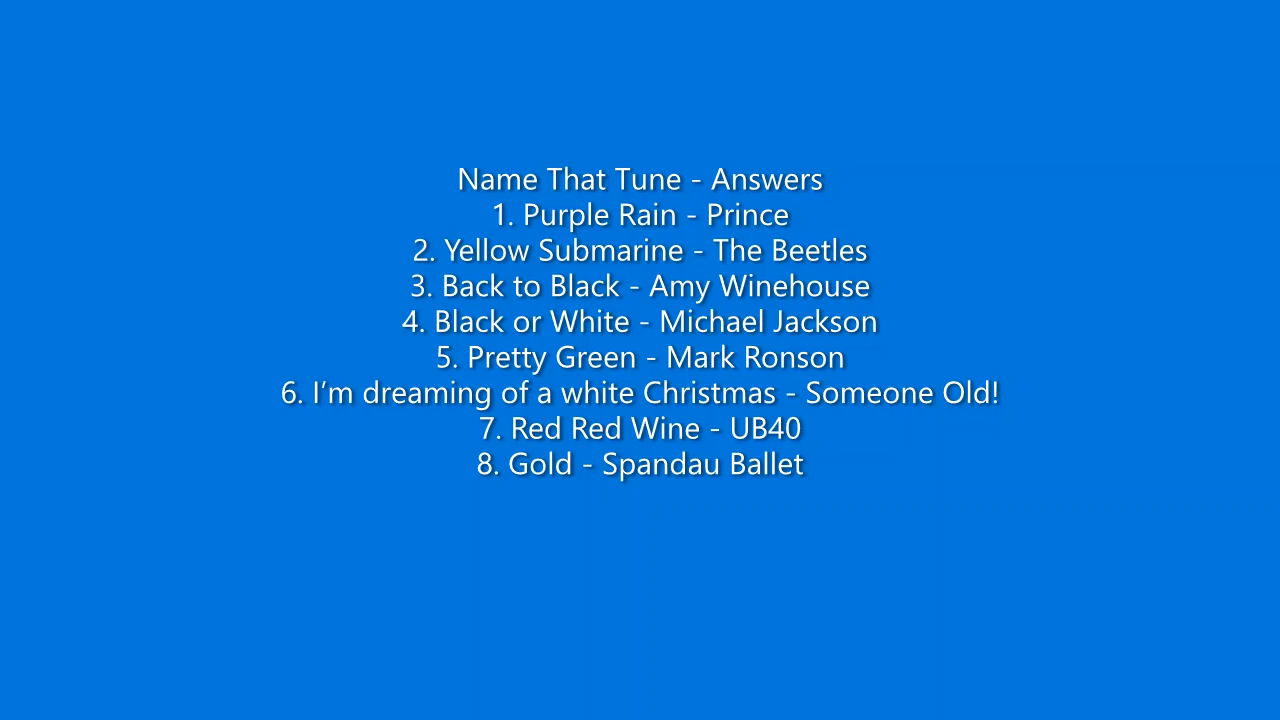 Name That Tune - Answers
1. Purple Rain - Prince
2. Yellow Submarine - The Beetles
3. Back to Black - Amy Winehouse
4. Black or White - Michael Jackson
5. Pretty Green - Mark Ronson
6. I’m dreaming of a white Christmas - Someone Old!
7. Red Red Wine - UB40
8. Gold - Spandau Ballet